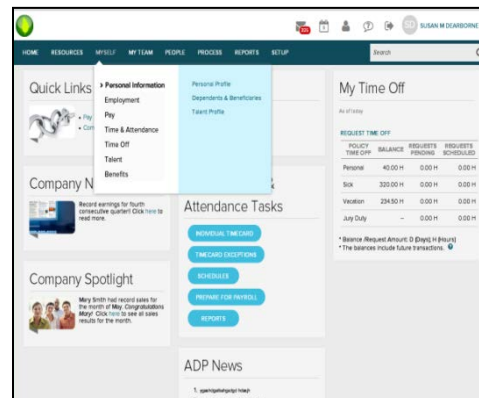 SD SUSAN M DEARBORNE
HOME RESOURCES MYSELF MY TEAM PEOPLE PROCESS REPORTS SETUP
Search
Quick Links
• Pay
• Con
Personal Information
Employment
Pay
Time & Attendance
Time Off
Talent
Benefits
Personal Profile
Dependents & Beneficiaries
Talent Profile
Company N
Record earnings for fourth
consecutive quarter! Click here to
read more.
Company Spotlight
Mary Smith had record sales for
the month of May. Congratulations
Mary! Click here to see all sales
results for the month.
&
Attendance Tasks
INDIVIDUAL TIMECARD
TIMECARD EXCEPTIONS
SCHEDULES
PREPARE FOR PAYROLL
REPORTS
ADP News
1.
My Time Off
As of today
REQUEST TIME OFF
POLICY TIME OFF BALANCE REQUESTS PENDING REQUESTS SCHEDULED
Personal 40.00 H 0.00 H 0.00 H
Sick 320.00 H 0.00 H 0.00 H
Vacation 234.50 H 0.00 H 0.00 H
Jury Duty - 0.00 H 0.00 H
* Balance /Request Amount: D (Days), H (Hours)
* The balances include future transactions.